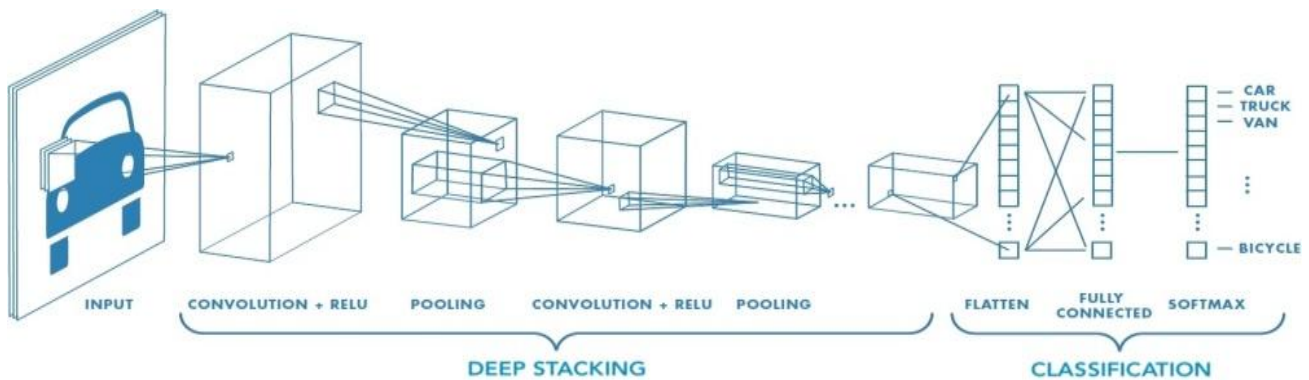 CAR
TRUCK
VAN
BICYCLE
INPUT
CONVOLUTION + RELU
POOLING
CONVOLUTION + RELU
POOLING
FLATTEN
FULLY
CONNECTED
SOFTMAX
DEEP STACKING
CLASSIFICATION